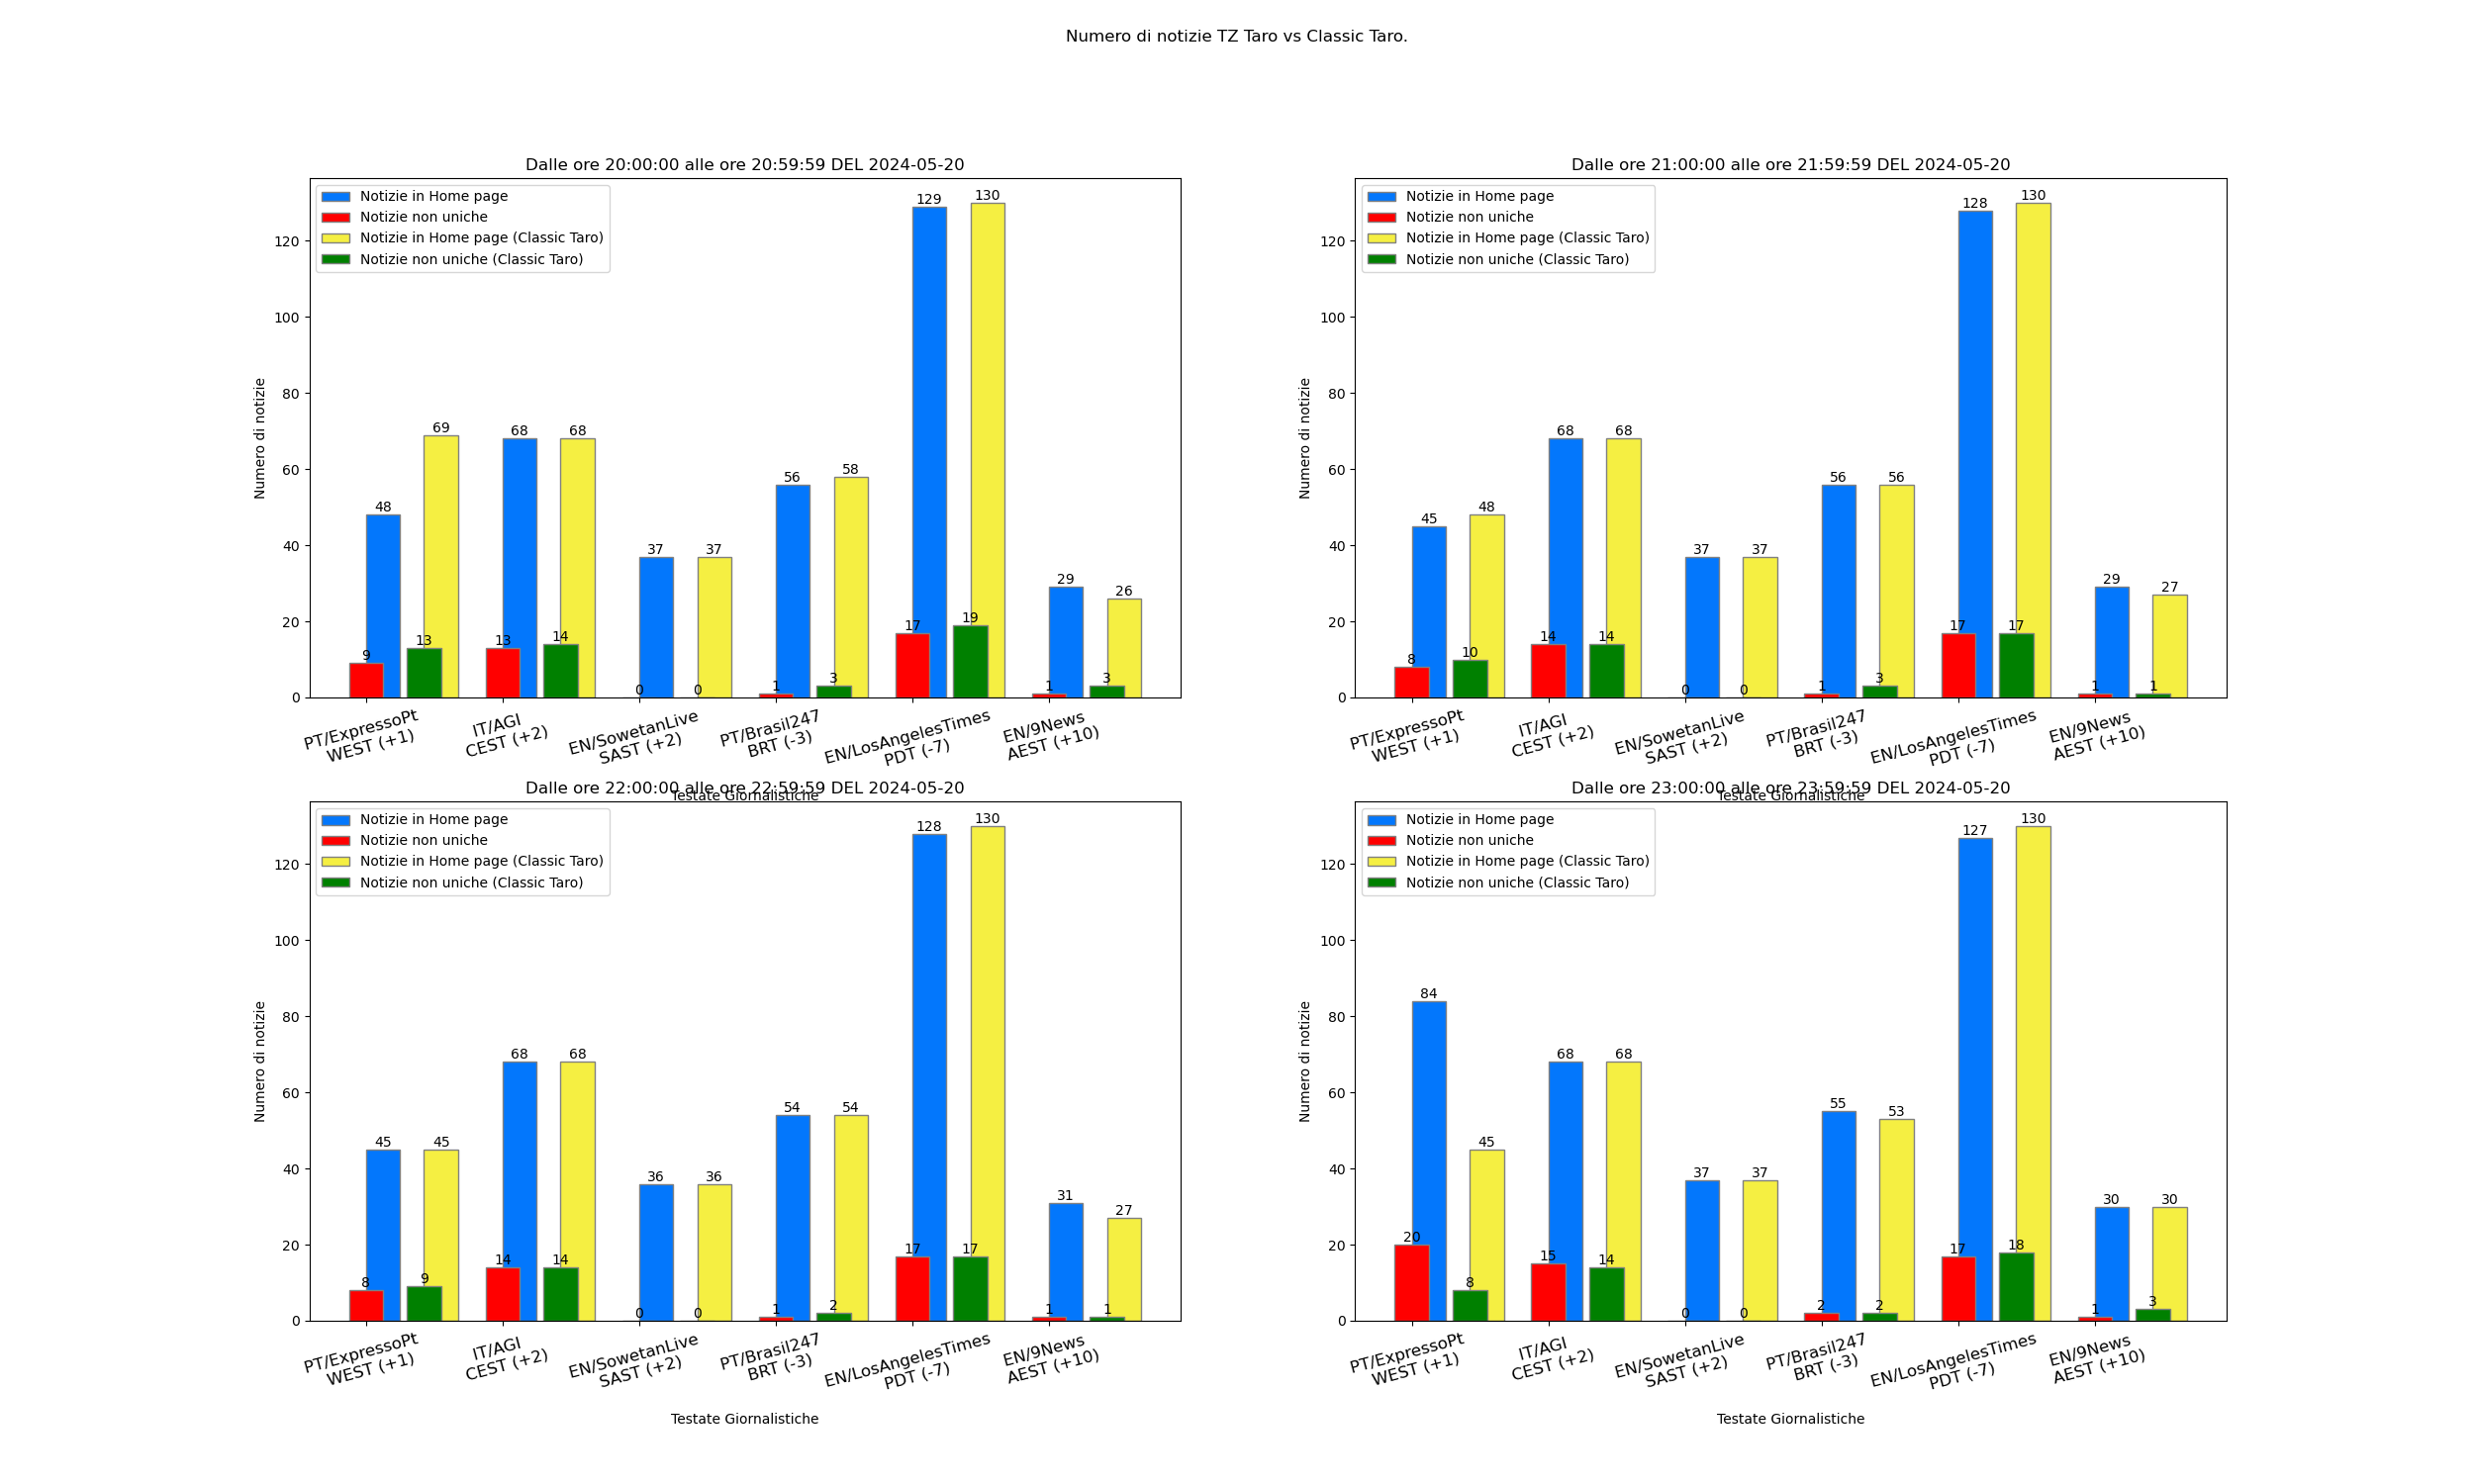 Numero di notizie TZ Taro vs Classic Taro.
Dalle ore 20:00:00 alle ore 20:59:59 DEL 2024-05-20
Notizie in Home page
Notizie non uniche
Notizie in Home page (Classic Taro)
Notizie non uniche (Classic Taro)
Numero di notizie
120
100
80
60
40
20
0
48 69 68 68 37 37 56 58 129 130 29 26
9 13 13 14 0 0 1 3 17 19 1 3
PT/ExpressoPt
WEST (+1)
IT/AGI
CEST (+2)
EN/SowetanLive
SAST (+2)
PT/Brasil247
BRT (-3)
EN/LosAngelesTimes
PDT (-7)
EN/9News
AEST (+10)
Testate Giornalistiche
Dalle ore 21:00:00 alle ore 21:59:59 DEL 2024-05-20
Notizie in Home page
Notizie non uniche
Notizie in Home page (Classic Taro)
Notizie non uniche (Classic Taro)
Numero di notizie
120
100
80
60
40
20
0
45 48 68 68 37 37 56 56 128 130 29 27
8 10 14 14 0 0 1 3 17 17 1 1
PT/ExpressoPt
WEST (+1)
IT/AGI
CEST (+2)
EN/SowetanLive
SAST (+2)
PT/Brasil247
BRT (-3)
EN/LosAngelesTimes
PDT (-7)
EN/9News
AEST (+10)
Testate Giornalistiche
Dalle ore 22:00:00 alle ore 22:59:59 DEL 2024-05-20
Notizie in Home page
Notizie non uniche
Notizie in Home page (Classic Taro)
Notizie non uniche (Classic Taro)
Numero di notizie
120
100
80
60
40
20
0
45 45 68 68 36 36 54 54 128 130 31 27
8 9 14 14 0 0 1 2 17 17 1 1
PT/ExpressoPt
WEST (+1)
IT/AGI
CEST (+2)
EN/SowetanLive
SAST (+2)
PT/Brasil247
BRT (-3)
EN/LosAngelesTimes
PDT (-7)
EN/9News
AEST (+10)
Testate Giornalistiche
Dalle ore 23:00:00 alle ore 23:59:59 DEL 2024-05-20
Notizie in Home page
Notizie non uniche
Notizie in Home page (Classic Taro)
Notizie non uniche (Classic Taro)
Numero di notizie
120
100
80
60
40
20
0
84 45 68 68 37 37 55 53 127 130 30 30
20 8 15 14 0 0 2 2 17 18 1 3
PT/ExpressoPt
WEST (+1)
IT/AGI
CEST (+2)
EN/SowetanLive
SAST (+2)
PT/Brasil247
BRT (-3)
EN/LosAngelesTimes
PDT (-7)
EN/9News
AEST (+10)
Testate Giornalistiche